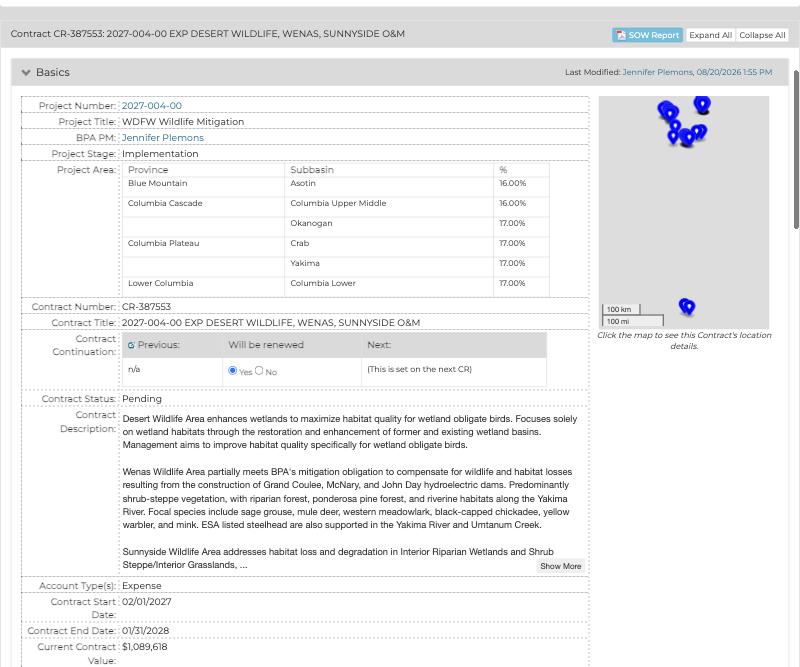 Contract CR-387553: 2027-004-00 EXP DESERT WILDLIFE, WENAS, SUNNYSIDE O&M
SOW Report Expand All Collapse All
Basics
Last Modified: Jennifer Plemons, 08/20/2026 1:55 PM
Project Number: 2027-004-00
Project Title: WDFW Wildlife Mitigation
BPA PM: Jennifer Plemons
Project Stage: Implementation
Project Area: Province Subbasin %
Blue Mountain Asotin 16.00%
Columbia Cascade Columbia Upper Middle 16.00%
Okanogan 17.00%
Columbia Plateau Crab 17.00%
Yakima 17.00%
Lower Columbia Columbia Lower 17.00%
Contract Number: CR-387553
Contract Title: 2027-004-00 EXP DESERT WILDLIFE, WENAS, SUNNYSIDE O&M
Contract
Continuation:
Previous: Will be renewed Next:
n/a Yes No (This is set on the next CR)
Contract Status: Pending
Contract
Description:
Desert Wildlife Area enhances wetlands to maximize habitat quality for wetland obligate birds. Focuses solely
on wetland habitats through the restoration and enhancement of former and existing wetland basins.
Management aims to improve habitat quality specifically for wetland obligate birds.
Wenas Wildlife Area partially meets BPA's mitigation obligation to compensate for wildlife and habitat losses
resulting from the construction of Grand Coulee, McNary, and John Day hydroelectric dams. Predominantly
shrub-steppe vegetation, with riparian forest, ponderosa pine forest, and riverine habitats along the Yakima
River. Focal species include sage grouse, mule deer, western meadowlark, black-capped chickadee, yellow
warbler, and mink. ESA listed steelhead are also supported in the Yakima River and Umtanum Creek.
Sunnyside Wildlife Area addresses habitat loss and degradation in Interior Riparian Wetlands and Shrub
Steppe/Interior Grasslands, ...
Show More
Account Type(s): Expense
Contract Start
Date:
02/01/2027
Contract End Date: 01/31/2028
Current Contract
Value:
$1,089,618
100 km
100 mi
Click the map to see this Contract's location
details.